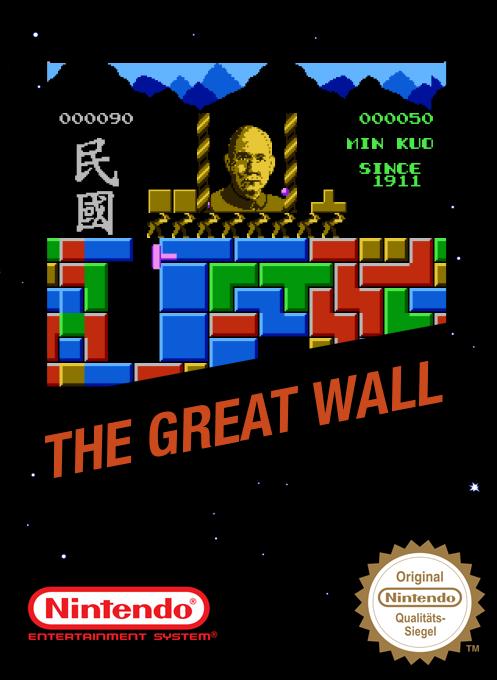 000090
000050
民
國
MIN KUO
SINCE
1911
THE GREAT WALL
Nintendo®
ENTERTAINMENT SYSTEM®
Original
Nintendo
Qualitäts-
Siegel
TM